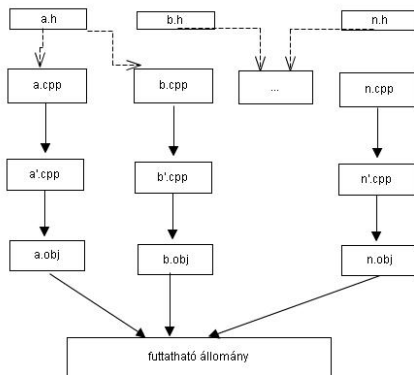 a.h
b.h
n.h
a.cpp
b.cpp
...
n.cpp
a'.cpp
b'.cpp
n'.cpp
a.obj
b.obj
n.obj
futtatható állomány